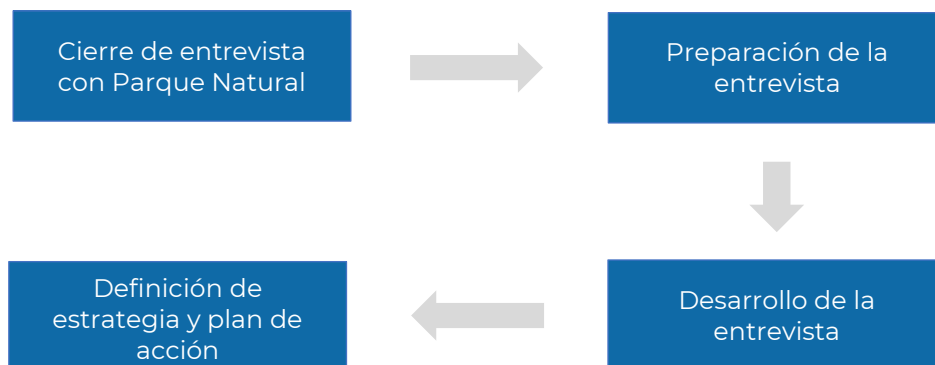 Cierre de entrevista
con Parque Natural
Preparación de la
entrevista
Desarrollo de la
entrevista
Definición de
estrategia y plan de
acción